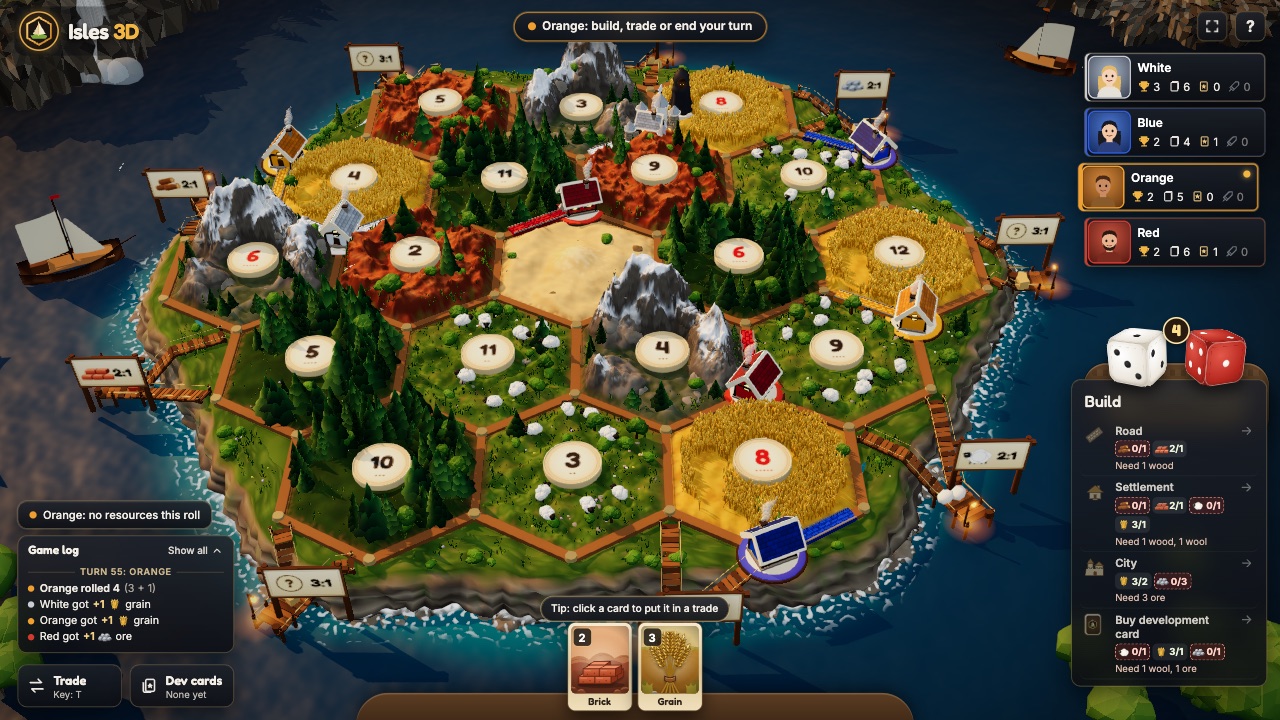 Isles 3D
Orange: build, trade or end your turn
? 3:1
2:1
5
3
8
White
3 6 0 0
Blue
2 4 1 0
Orange
2 5 0 0
Red
2 6 1 0
4
11
9
10
2:1
6
2
6
12
? 3:1
5
11
4
9
2:1
10
3
8
2:1
? 3:1
4
Build
Road
0/1 2/1
Need 1 wood
Settlement
0/1 2/1 0/1
3/1
Need 1 wood, 1 wool
City
3/2 0/3
Need 3 ore
Buy development
card
0/1 3/1 0/1
Need 1 wool, 1 ore
Orange: no resources this roll
Game log
Show all
TURN 55: ORANGE
Orange rolled 4 (3 + 1)
White got +1 grain
Orange got +1 grain
Red got +1 ore
Trade
Key: T
Dev cards
None yet
Tip: click a card to put it in a trade
2
Brick
3
Grain
?